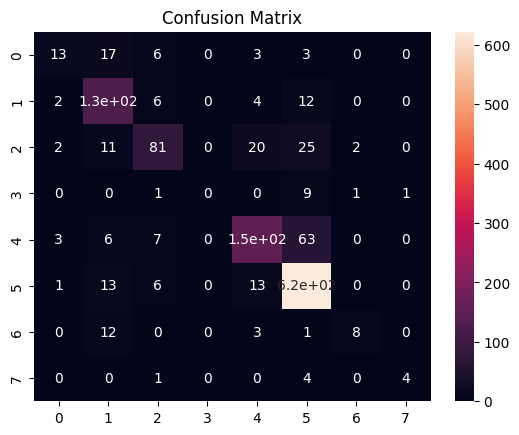 Confusion Matrix
0 13 17 6 0 3 3 0 0
1 2 1.3e+02 6 0 4 12 0 0
2 2 11 81 0 20 25 2 0
3 0 0 1 0 0 9 1 1
4 3 6 7 0 1.5e+02 63 0 0
5 1 13 6 0 13 6.2e+02 0 0
6 0 12 0 0 3 1 8 0
7 0 0 1 0 0 4 0 4
0 1 2 3 4 5 6 7
600
500
400
300
200
100
0